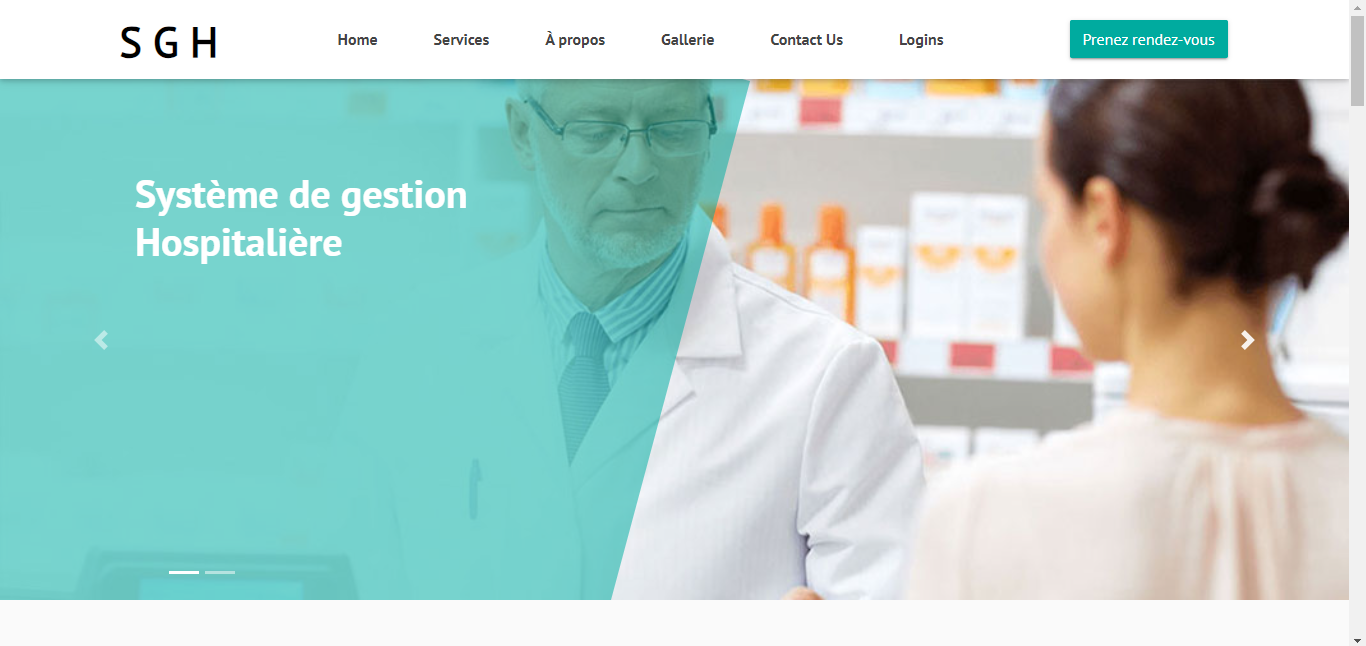 S G H
Home Services À propos Gallerie Contact Us Logins
Prenez rendez-vous
Système de gestion
Hospitalière